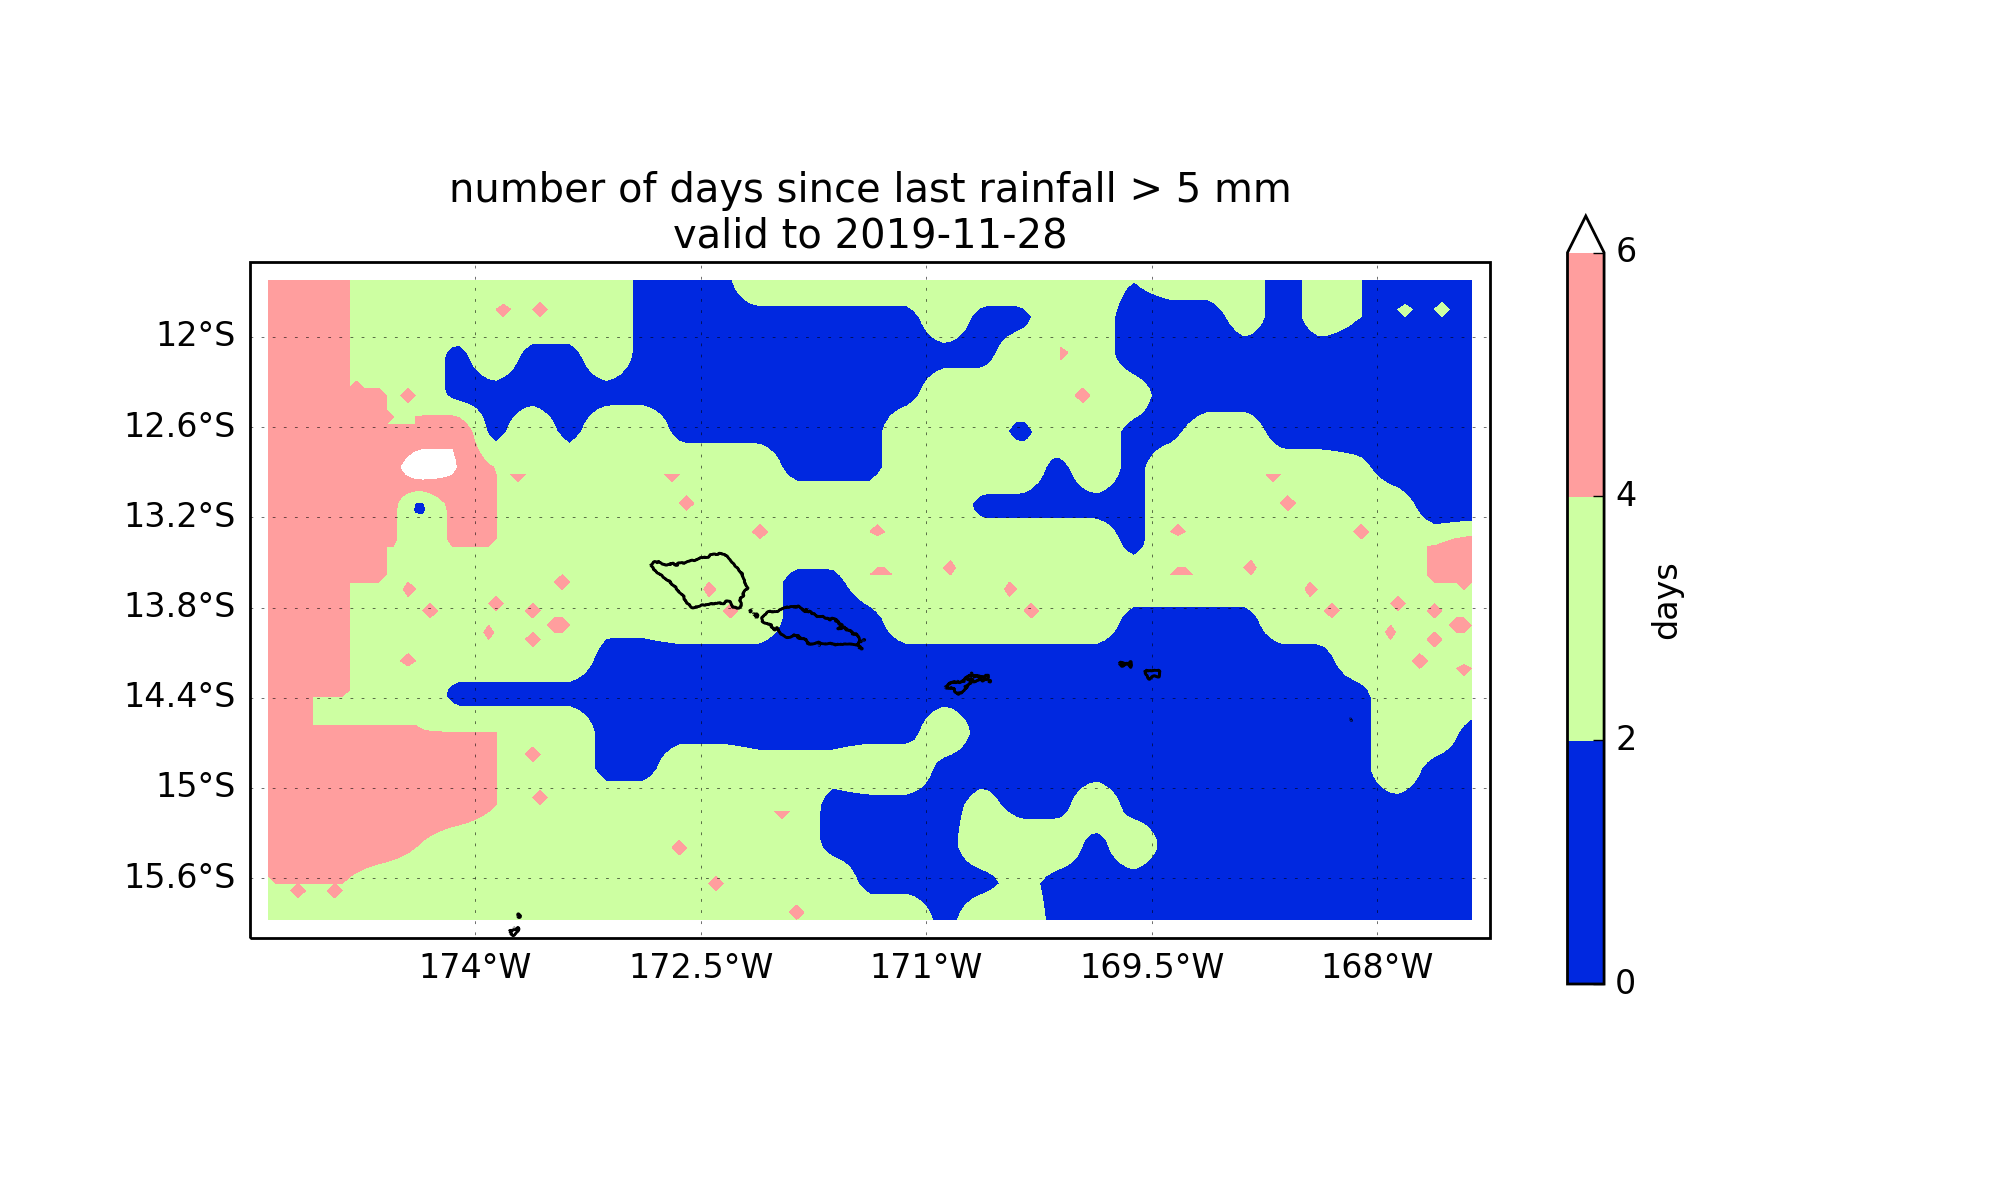 number of days since last rainfall > 5 mm
valid to 2019-11-28
12°S
12.6°S
13.2°S
13.8°S
14.4°S
15°S
15.6°S
174°W
172.5°W
171°W
169.5°W
168°W
6
4
2
0
days